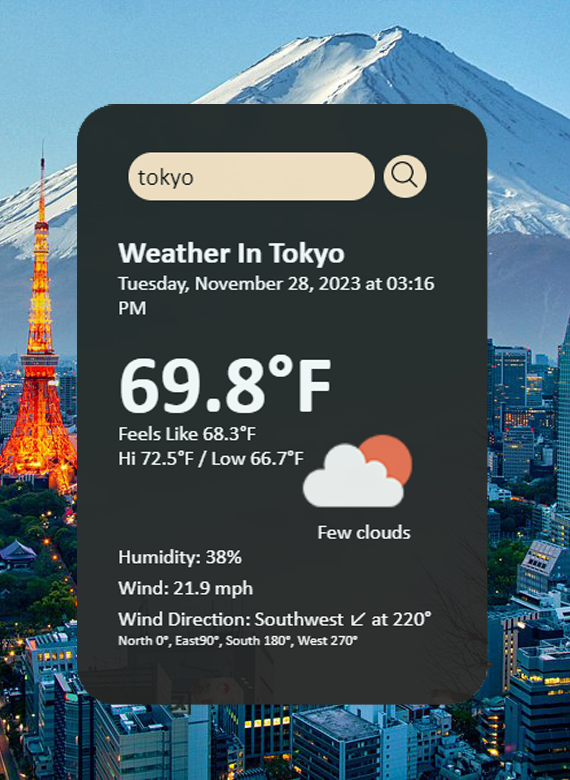 tokyo
Weather In Tokyo
Tuesday, November 28, 2023 at 03:16
PM
69.8°F
Feels Like 68.3°F
Hi 72.5°F / Low 66.7°F
Few clouds
Humidity: 38%
Wind: 21.9 mph
Wind Direction: Southwest ↙ at 220°
North 0°, East90°, South 180°, West 270°